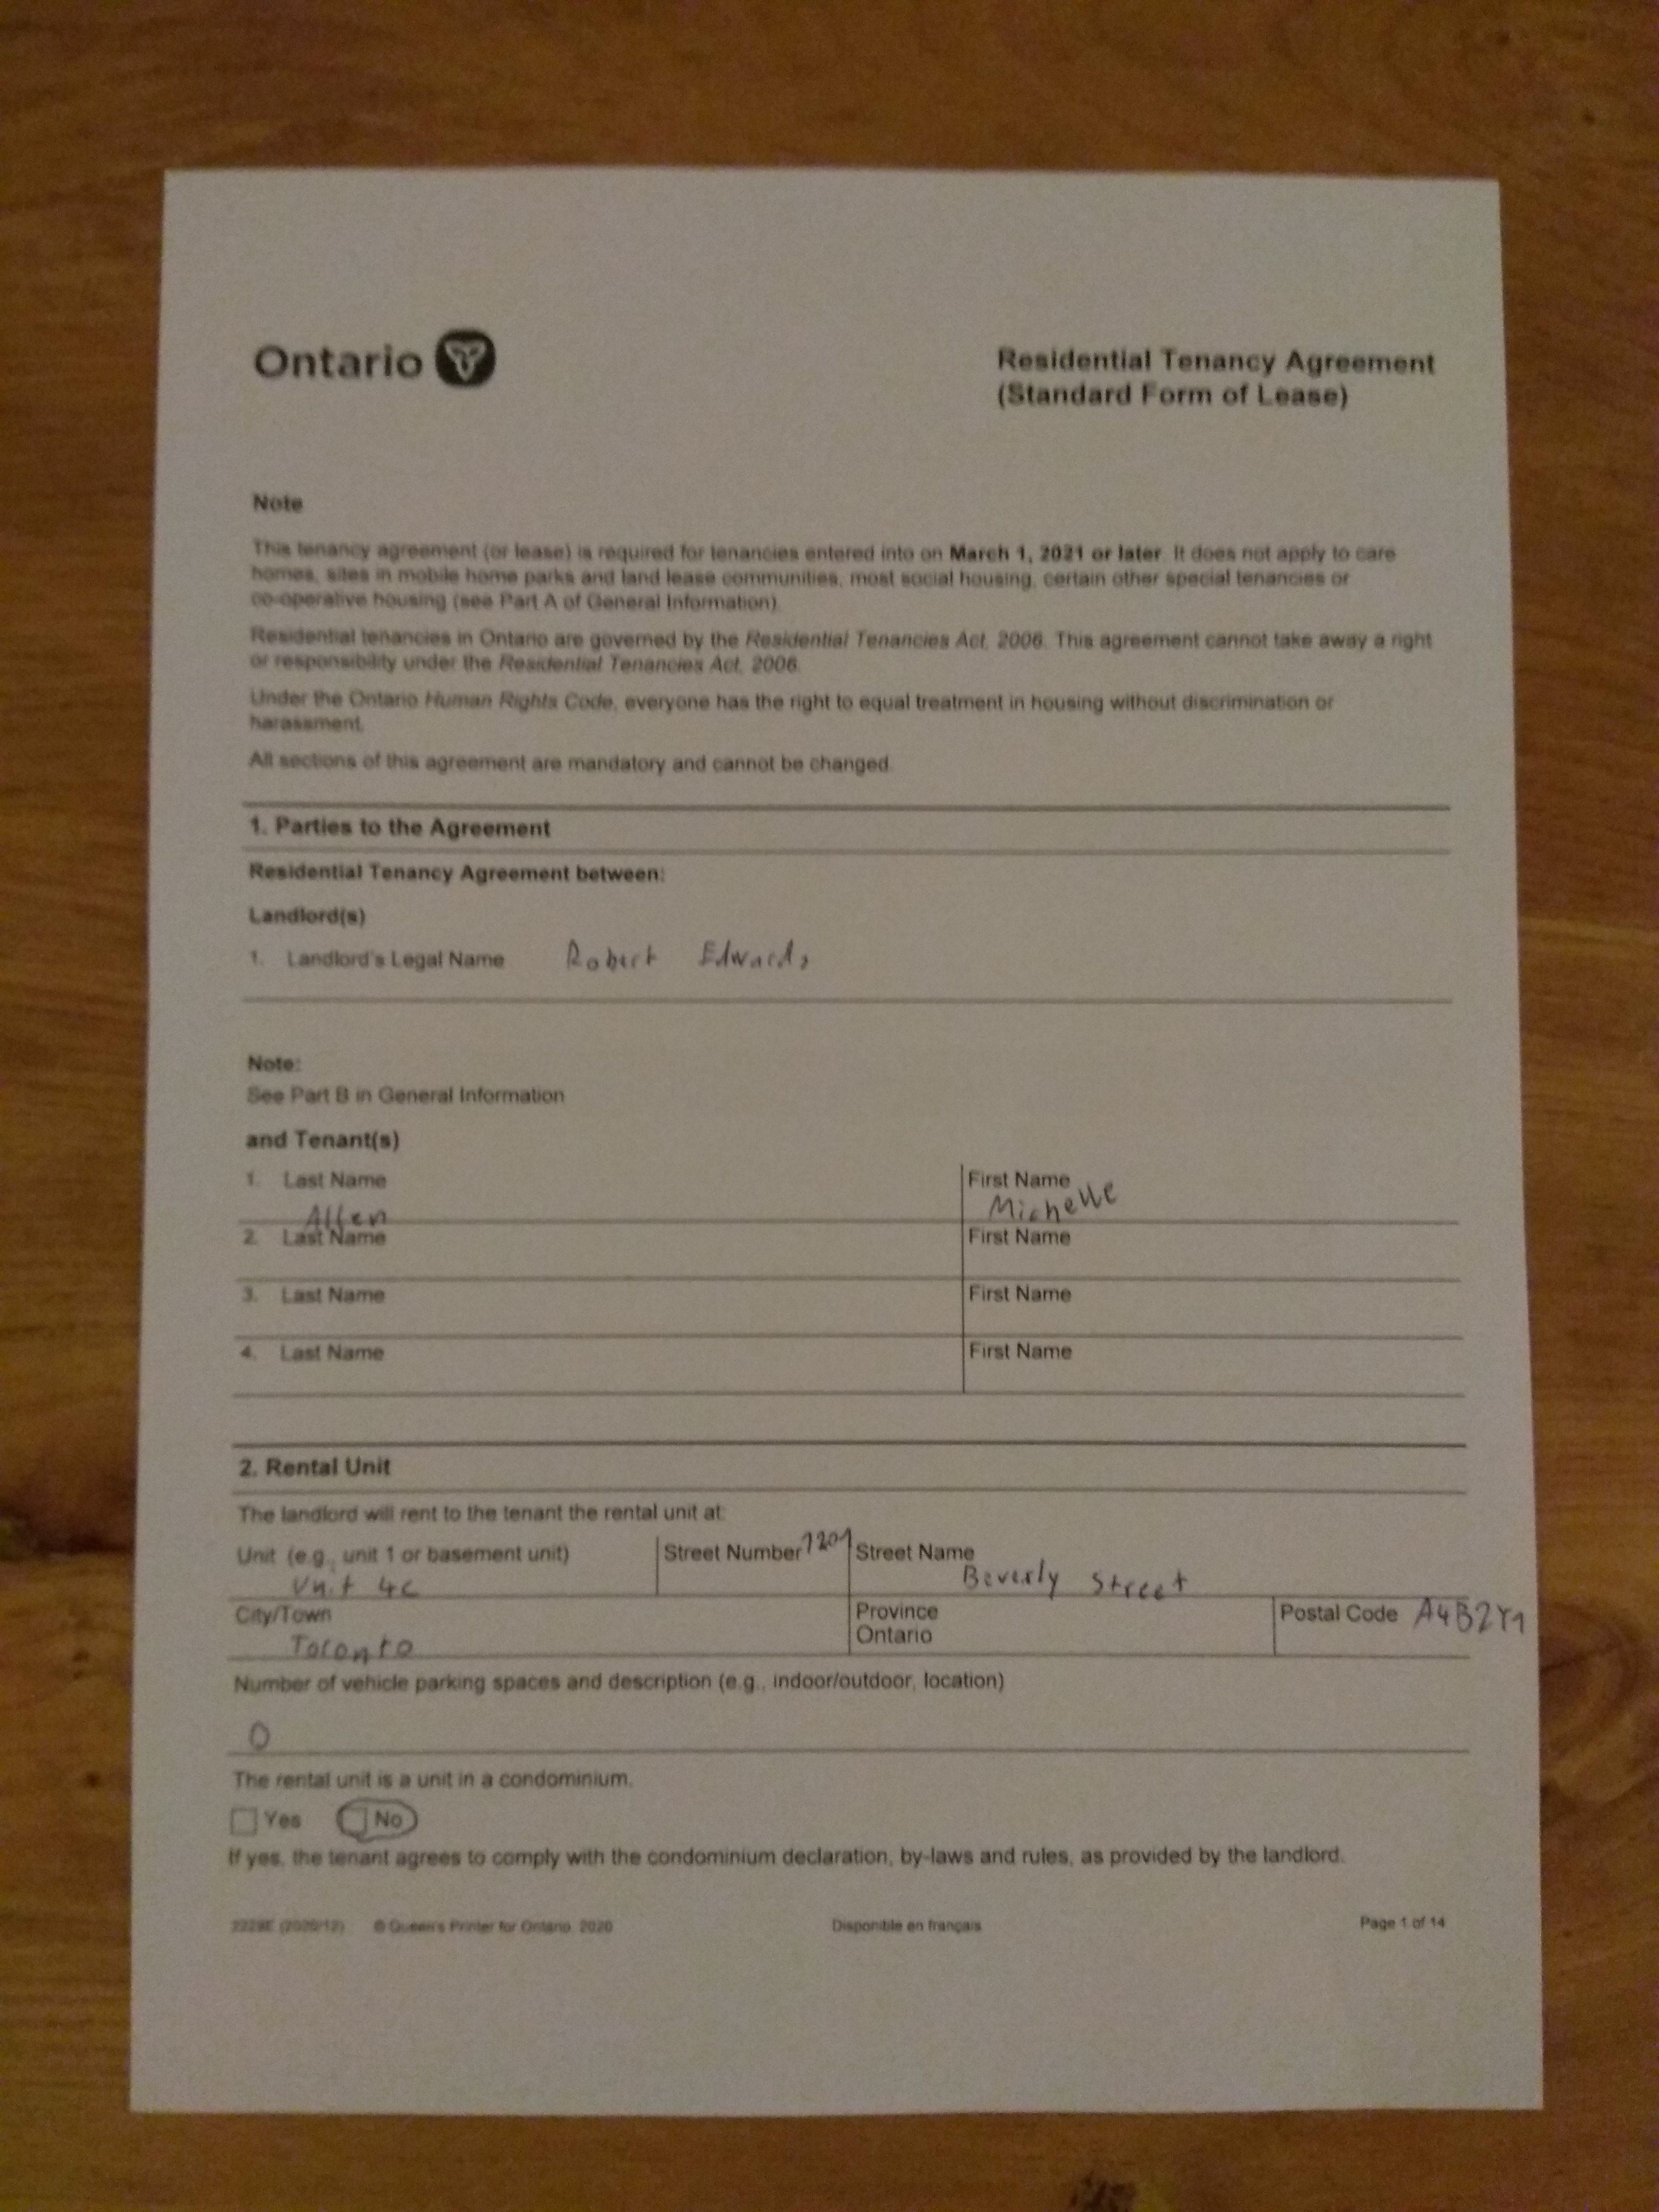 Ontario
Residential Tenancy Agreement
(Standard Form of Lease)
Note
This tenancy agreement (or lease) is required for tenancies entered into on March 1, 2021 or later. It does not apply to care
homes, sites in mobile home parks and land lease communities, most social housing, certain other special tenancies or
co-operative housing (see Part A of General Information).
Residential tenancies in Ontario are governed by the Residential Tenancies Act, 2006. This agreement cannot take away a right
or responsibility under the Residential Tenancies Act, 2006.
Under the Ontario Human Rights Code, everyone has the right to equal treatment in housing without discrimination or
harassment.
All sections of this agreement are mandatory and cannot be changed.
1. Parties to the Agreement
Residential Tenancy Agreement between:
Landlord(s)
1. Landlord's Legal Name Robert Edwards
Note:
See Part B in General Information
and Tenant(s)
1. Last Name First Name
Allen Michelle
2. Last Name First Name
3. Last Name First Name
4. Last Name First Name
2. Rental Unit
The landlord will rent to the tenant the rental unit at:
Unit (e.g., unit 1 or basement unit) Street Number Street Name
Unit 4c Beverly Street
City/Town Province Postal Code A4B2Y1
Toronto Ontario
Number of vehicle parking spaces and description (e.g., indoor/outdoor, location)
0
The rental unit is a unit in a condominium.
Yes No
If yes, the tenant agrees to comply with the condominium declaration, by-laws and rules, as provided by the landlord.
2229E (2020/12) © Queen's Printer for Ontario, 2020 Disponible en français Page 1 of 14